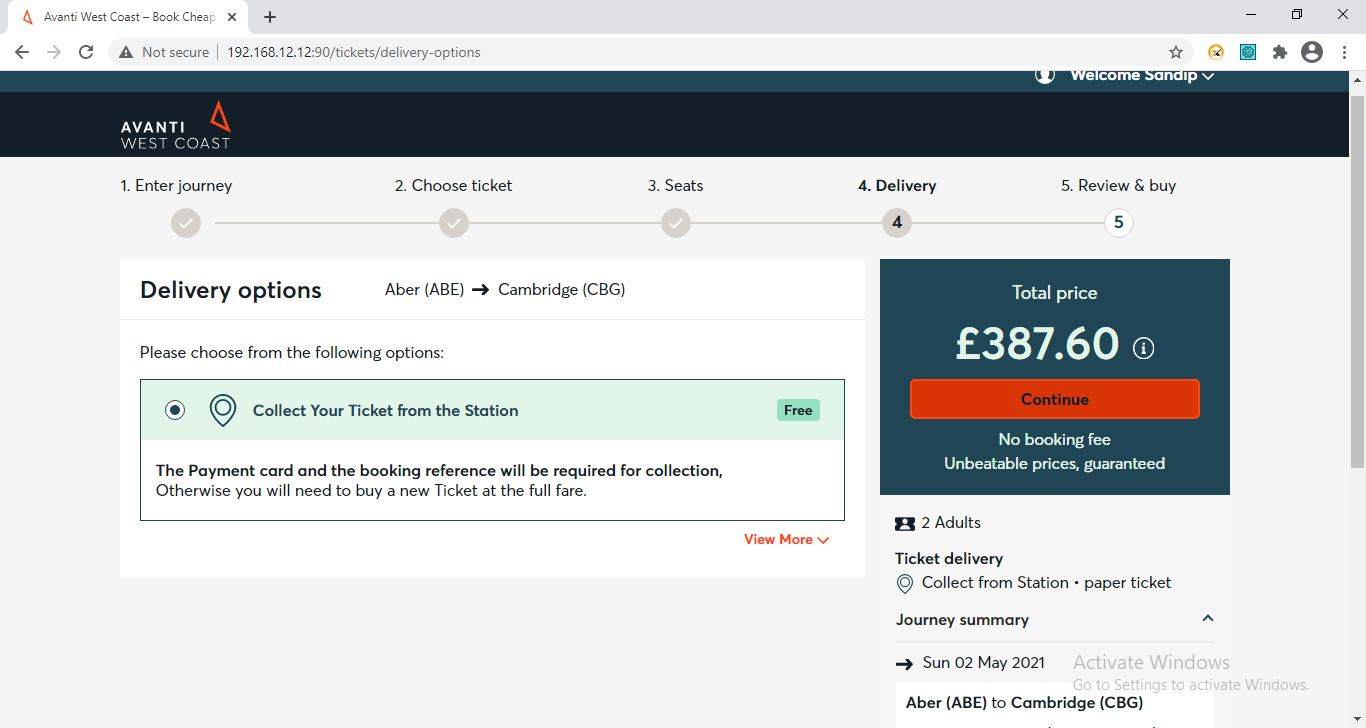 Avanti West Coast – Book Cheap
Not secure
192.168.12.12:90/tickets/delivery-options
Welcome Sandip
AVANTI
WEST COAST
1. Enter journey
2. Choose ticket
3. Seats
4. Delivery
5. Review & buy
4
5
Delivery options
Aber (ABE) → Cambridge (CBG)
Please choose from the following options:
Collect Your Ticket from the Station
Free
The Payment card and the booking reference will be required for collection,
Otherwise you will need to buy a new Ticket at the full fare.
View More
Total price
£387.60
Continue
No booking fee
Unbeatable prices, guaranteed
2 Adults
Ticket delivery
Collect from Station • paper ticket
Journey summary
→ Sun 02 May 2021
Aber (ABE) to Cambridge (CBG)
Activate Windows
Go to Settings to activate Windows.